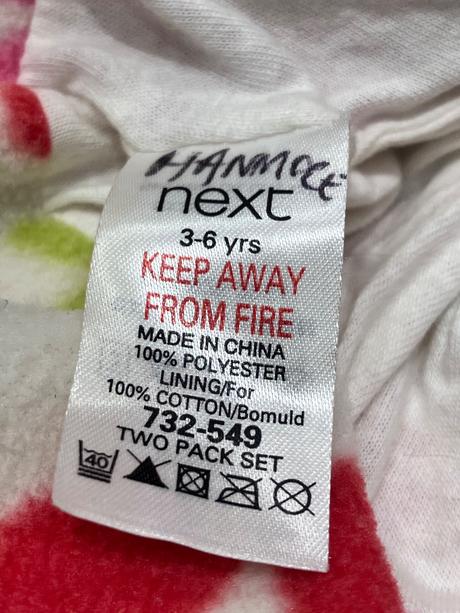 HANMORE
next
3-6 yrs
KEEP AWAY
FROM FIRE
MADE IN CHINA
100% POLYESTER
LINING/For
100% COTTON/Bomuld
732-549
TWO PACK SET
40